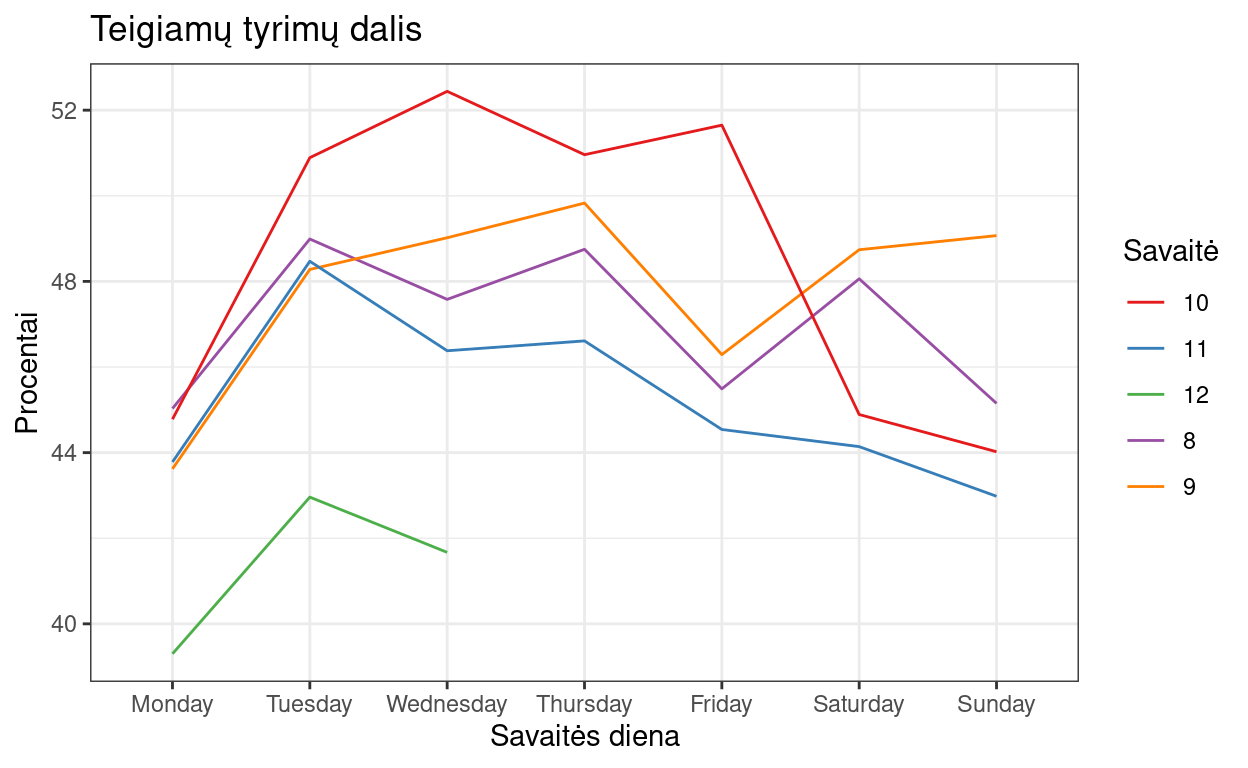 Teigiamų tyrimų dalis
Procentai
52
48
44
40
Monday Tuesday Wednesday Thursday Friday Saturday Sunday
Savaitės diena
Savaitė
10
11
12
8
9